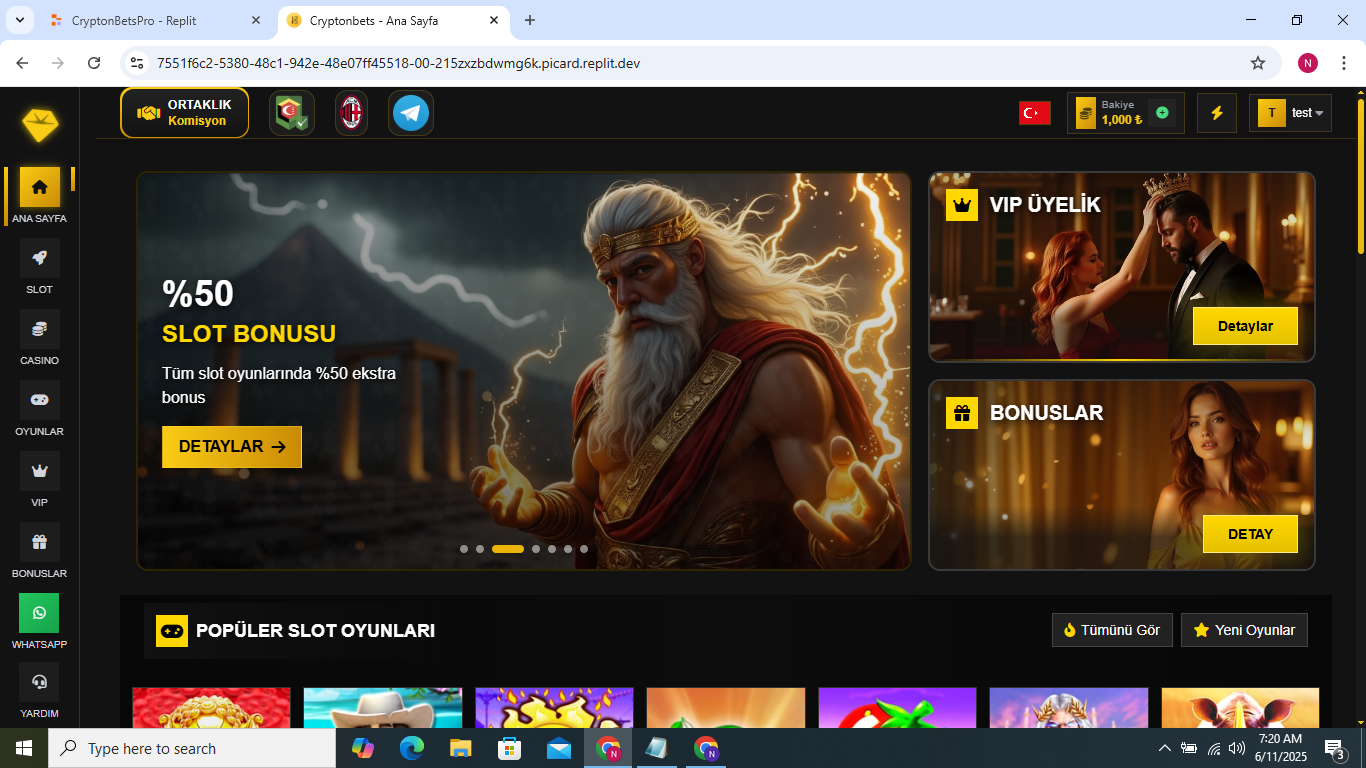 CryptonBetsPro - Replit
Cryptonbets - Ana Sayfa
7551f6c2-5380-48c1-942e-48e07ff45518-00-215zxzbdwmg6k.picard.replit.dev
N
ORTAKLIK
Komisyon
Bakiye
1,000 ₺
T
test
ANA SAYFA
SLOT
CASINO
OYUNLAR
VIP
BONUSLAR
WHATSAPP
YARDIM
%50
SLOT BONUSU
Tüm slot oyunlarında %50 ekstra
bonus
DETAYLAR →
VIP ÜYELİK
Detaylar
BONUSLAR
DETAY
POPÜLER SLOT OYUNLARI
Tümünü Gör
Yeni Oyunlar
Type here to search
N
N
7:20 AM
6/11/2025
3